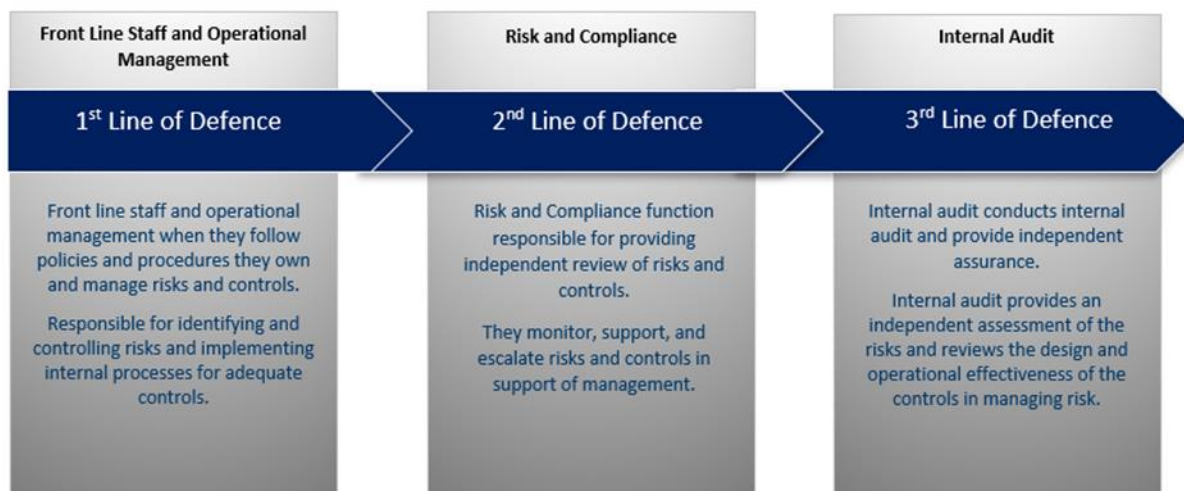 Front Line Staff and Operational
Management
1st Line of Defence
Front line staff and operational
management when they follow
policies and procedures they own
and manage risks and controls.
Responsible for identifying and
controlling risks and implementing
internal processes for adequate
controls.
Risk and Compliance
2nd Line of Defence
Risk and Compliance function
responsible for providing
independent review of risks and
controls.
They monitor, support, and
escalate risks and controls in
support of management.
Internal Audit
3rd Line of Defence
Internal audit conducts internal
audit and provide independent
assurance.
Internal audit provides an
independent assessment of the
risks and reviews the design and
operational effectiveness of the
controls in managing risk.